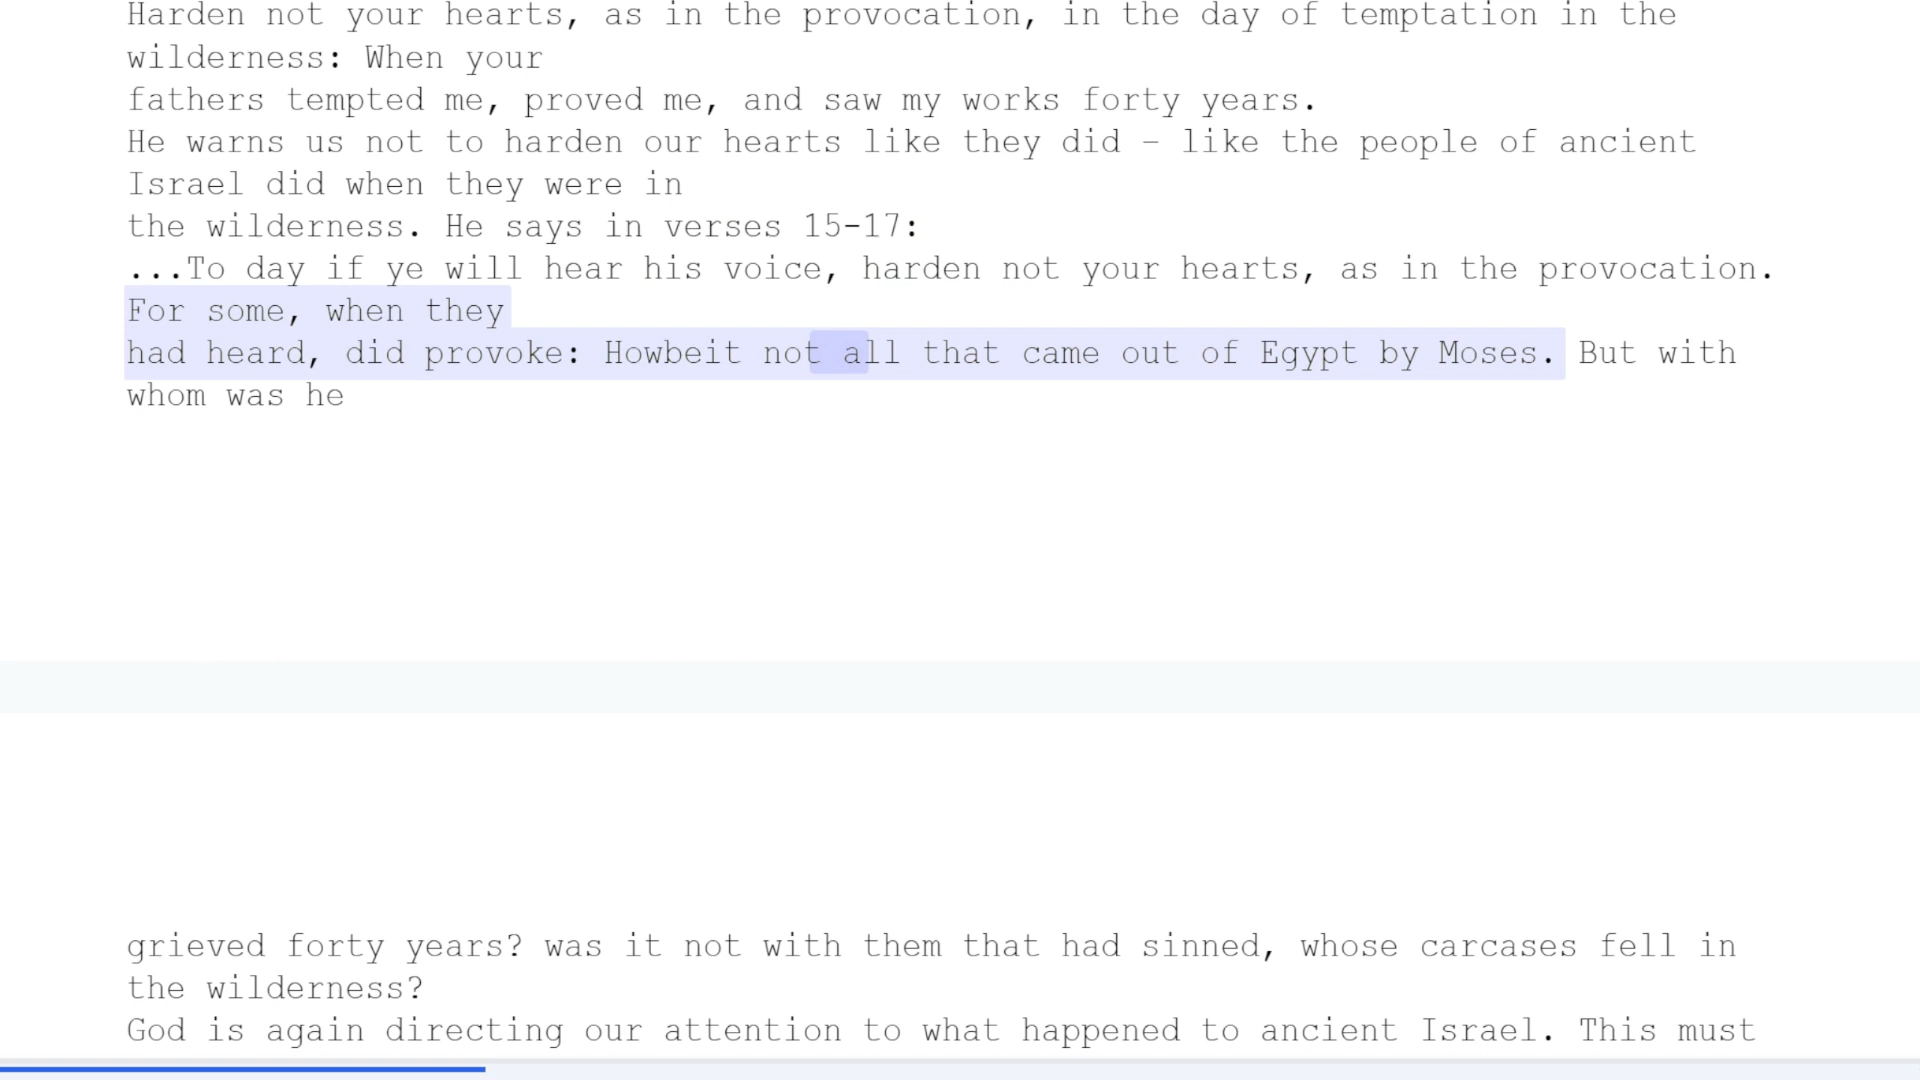 Harden not your hearts, as in the provocation, in the day of temptation in the
wilderness: When your
fathers tempted me, proved me, and saw my works forty years.
He warns us not to harden our hearts like they did – like the people of ancient
Israel did when they were in
the wilderness. He says in verses 15-17:
...To day if ye will hear his voice, harden not your hearts, as in the provocation.
For some, when they
had heard, did provoke: Howbeit not all that came out of Egypt by Moses. But with
whom was he
grieved forty years? was it not with them that had sinned, whose carcases fell in
the wilderness?
God is again directing our attention to what happened to ancient Israel. This must